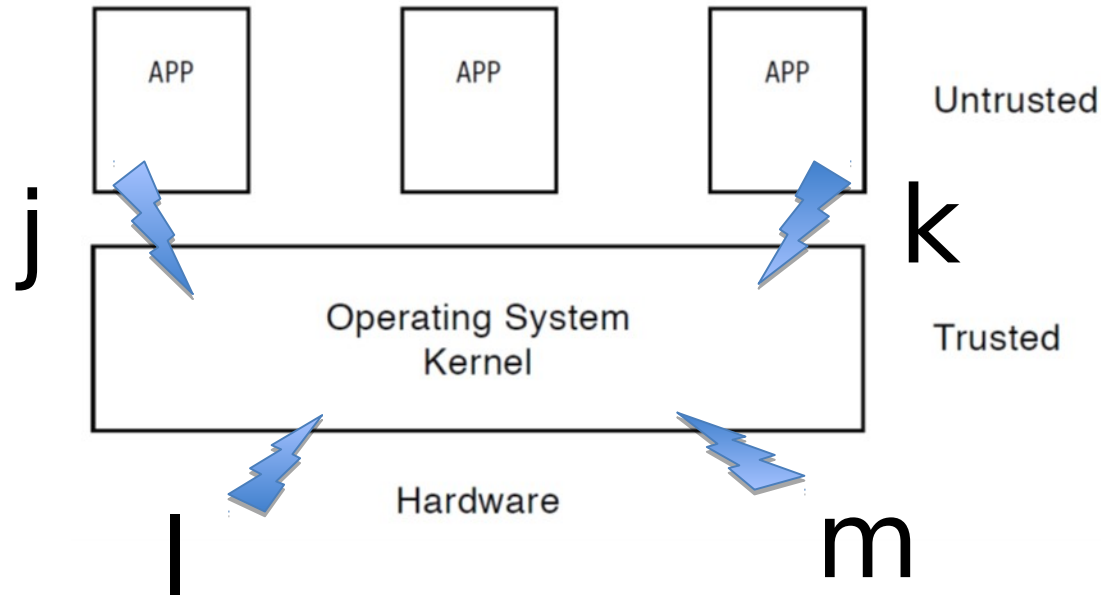 APP
APP
APP
Untrusted
j
k
Operating System
Kernel
Trusted
Hardware
l
m